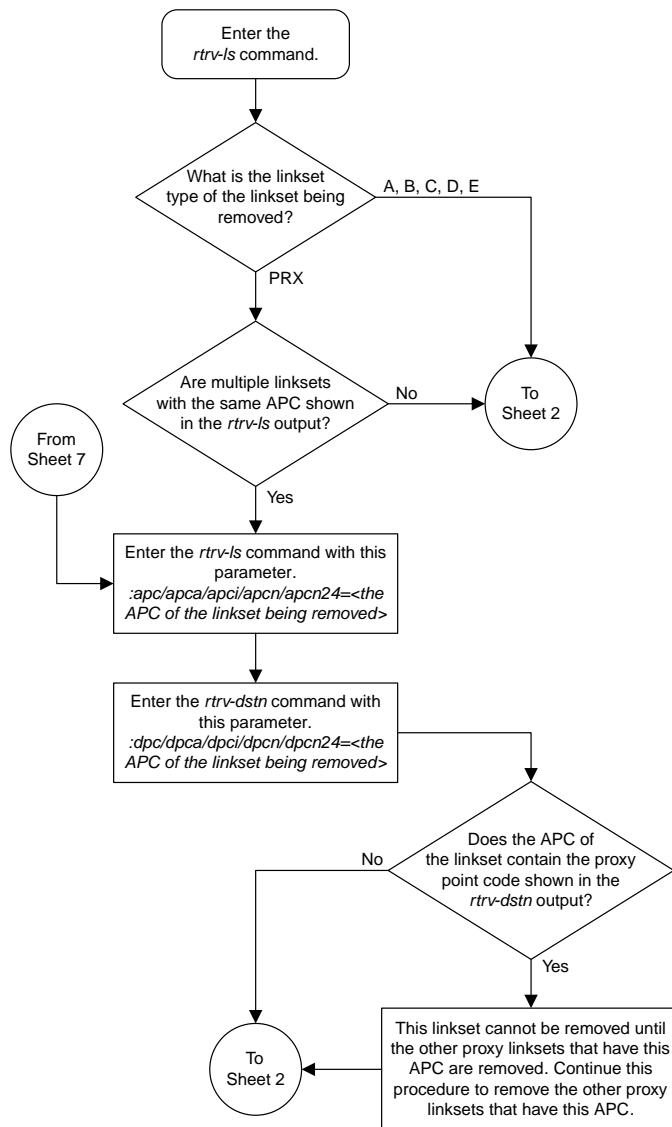 Enter the
rtrv-ls command.
What is the linkset
type of the linkset being
removed?
A, B, C, D, E
PRX
Are multiple linksets
with the same APC shown
in the rtrv-ls output?
No
To
Sheet 2
From
Sheet 7
Yes
Enter the rtrv-ls command with this
parameter.
:apc/apca/apci/apcn/apcn24=<the
APC of the linkset being removed>
Enter the rtrv-dstn command with
this parameter.
:dpc/dpca/dpci/dpcn/dpcn24=<the
APC of the linkset being removed>
Does the APC of
the linkset contain the proxy
point code shown in the
rtrv-dstn output?
No
Yes
This linkset cannot be removed until
the other proxy linksets that have this
APC are removed. Continue this
procedure to remove the other proxy
linksets that have this APC.
To
Sheet 2